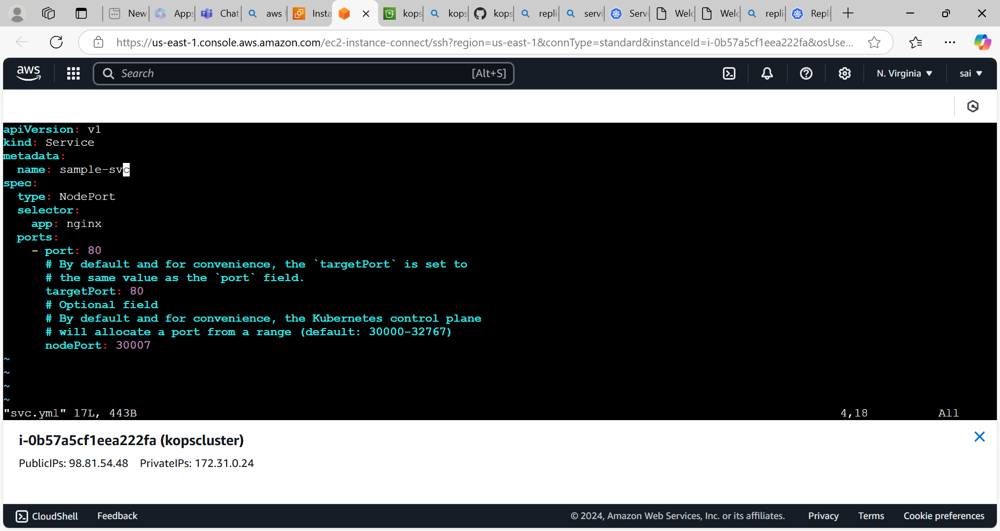 New
Apps
Chat
aws
Insta
kops
kops
kops
repli
servi
Servi
Welc
Welc
repli
Repli
https://us-east-1.console.aws.amazon.com/ec2-instance-connect/ssh?region=us-east-1&connType=standard&instanceId=i-0b57a5cf1eea222fa&osUse...
aws
Search
[Alt+S]
N. Virginia
sai
apiVersion: v1
kind: Service
metadata:
  name: sample-svc
spec:
  type: NodePort
  selector:
    app: nginx
  ports:
    - port: 80
      # By default and for convenience, the `targetPort` is set to
      # the same value as the `port` field.
      targetPort: 80
      # Optional field
      # By default and for convenience, the Kubernetes control plane
      # will allocate a port from a range (default: 30000-32767)
      nodePort: 30007
~
~
~
~
"svc.yml" 17L, 443B 4,18 All
i-0b57a5cf1eea222fa (kopscluster)
PublicIPs: 98.81.54.48 PrivateIPs: 172.31.0.24
CloudShell Feedback © 2024, Amazon Web Services, Inc. or its affiliates. Privacy Terms Cookie preferences